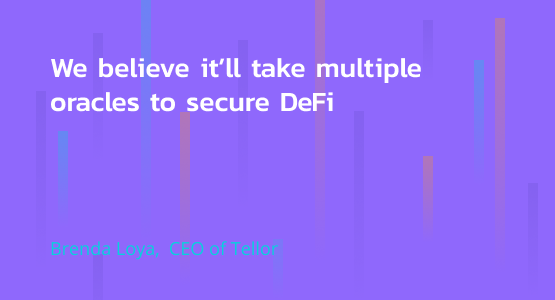 We believe it’ll take multiple
oracles to secure DeFi
Brenda Loya, CEO of Tellor